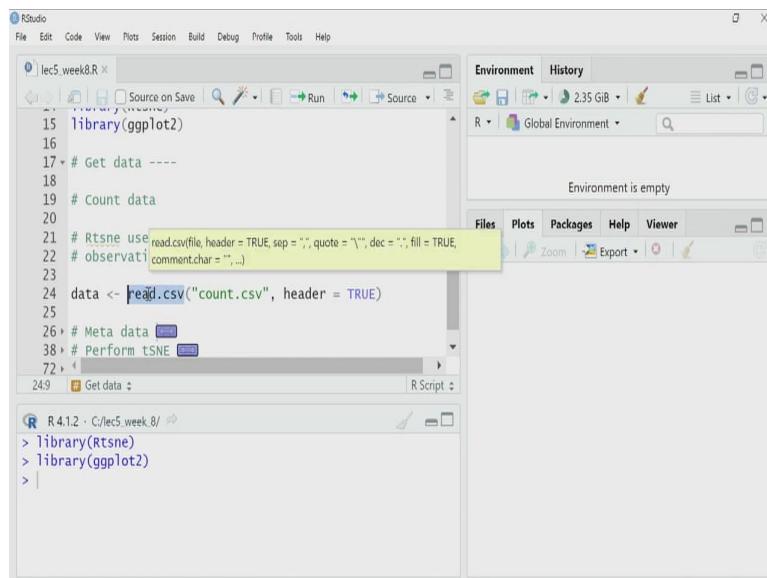 RStudio
File Edit Code View Plots Session Build Debug Profile Tools Help
lec5_week8.R
Source on Save Run Source
15 library(ggplot2)
16
17 # Get data ----
18
19 # Count data
20
21 # Rtsne use
22 # observati
read.csv(file, header = TRUE, sep = ",", quote = "\"", dec = ".", fill = TRUE,
comment.char = "", ...)
23
24 data <- read.csv("count.csv", header = TRUE)
25
26 # Meta data
38 # Perform tSNE
72
24:9 Get data R Script
R 4.1.2 · C:/lec5_week_8/
> library(Rtsne)
> library(ggplot2)
>
Environment History
2.35 GiB List
R Global Environment
Environment is empty
Files Plots Packages Help Viewer
Zoom Export